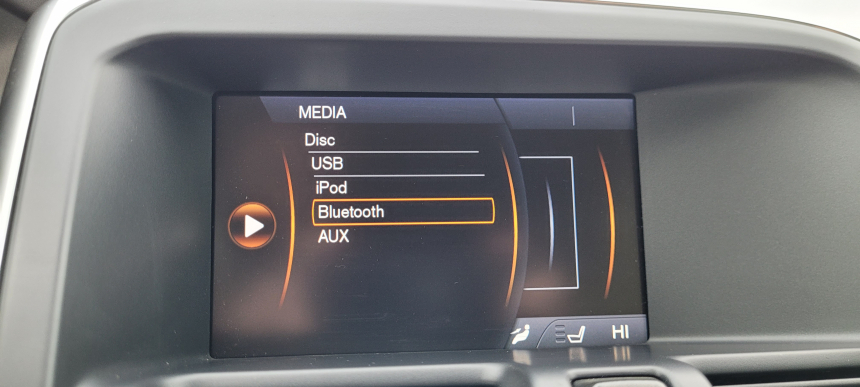 MEDIA
Disc
USB
iPod
Bluetooth
AUX
HI